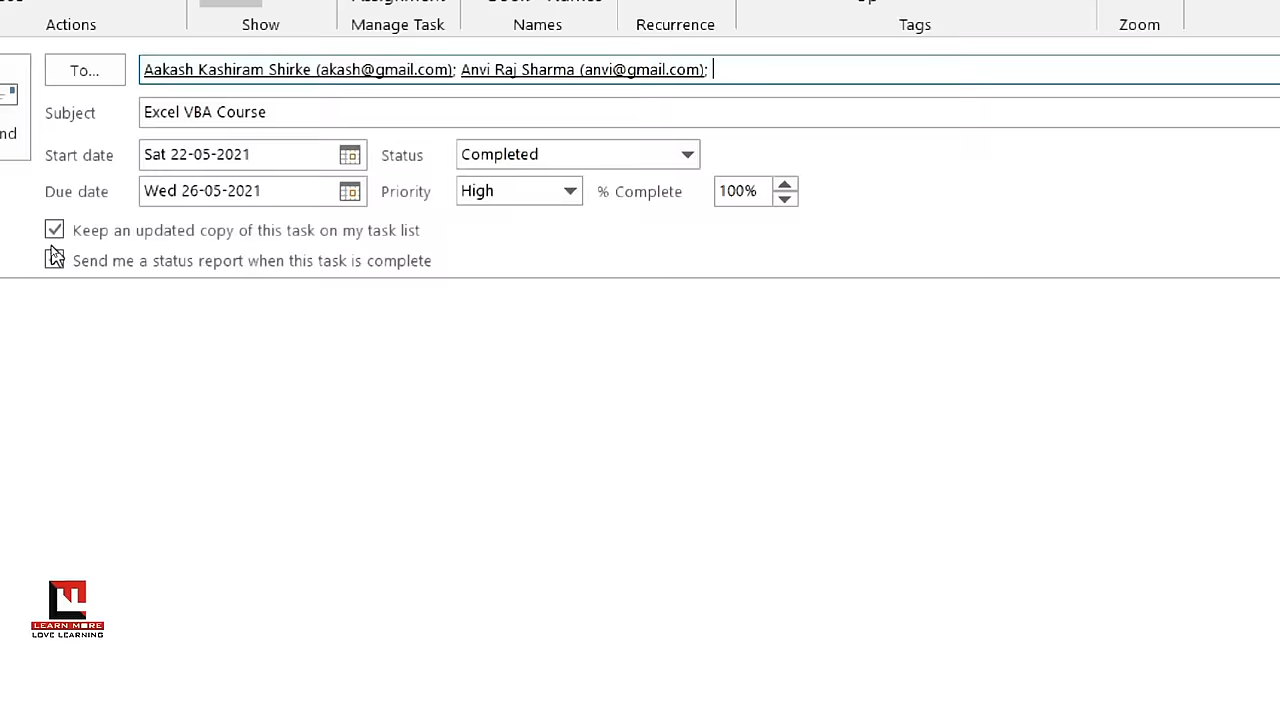 Actions Show Manage Task Names Recurrence Tags Zoom
To... Aakash Kashiram Shirke (akash@gmail.com); Anvi Raj Sharma (anvi@gmail.com);
Subject Excel VBA Course
nd
Start date Sat 22-05-2021 Status Completed
Due date Wed 26-05-2021 Priority High % Complete 100%
Keep an updated copy of this task on my task list
Send me a status report when this task is complete
LEARN MORE
LOVE LEARNING